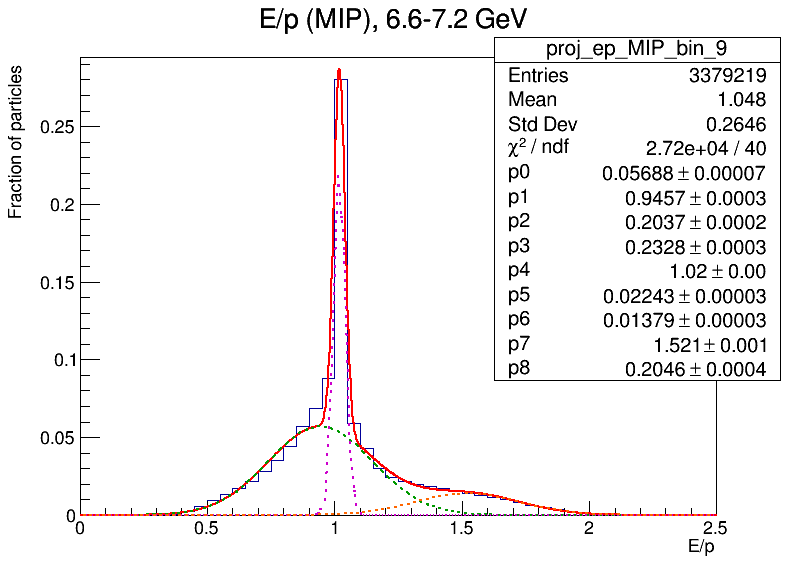 E/p (MIP), 6.6-7.2 GeV
proj_ep_MIP_bin_9
Entries 3379219
Mean 1.048
Std Dev 0.2646
χ² / ndf 2.72e+04 / 40
p0 0.05688 ± 0.00007
p1 0.9457 ± 0.0003
p2 0.2037 ± 0.0002
p3 0.2328 ± 0.0003
p4 1.02 ± 0.00
p5 0.02243 ± 0.00003
p6 0.01379 ± 0.00003
p7 1.521 ± 0.001
p8 0.2046 ± 0.0004
Fraction of particles
0.25
0.2
0.15
0.1
0.05
0
0 0.5 1 1.5 2 2.5
E/p